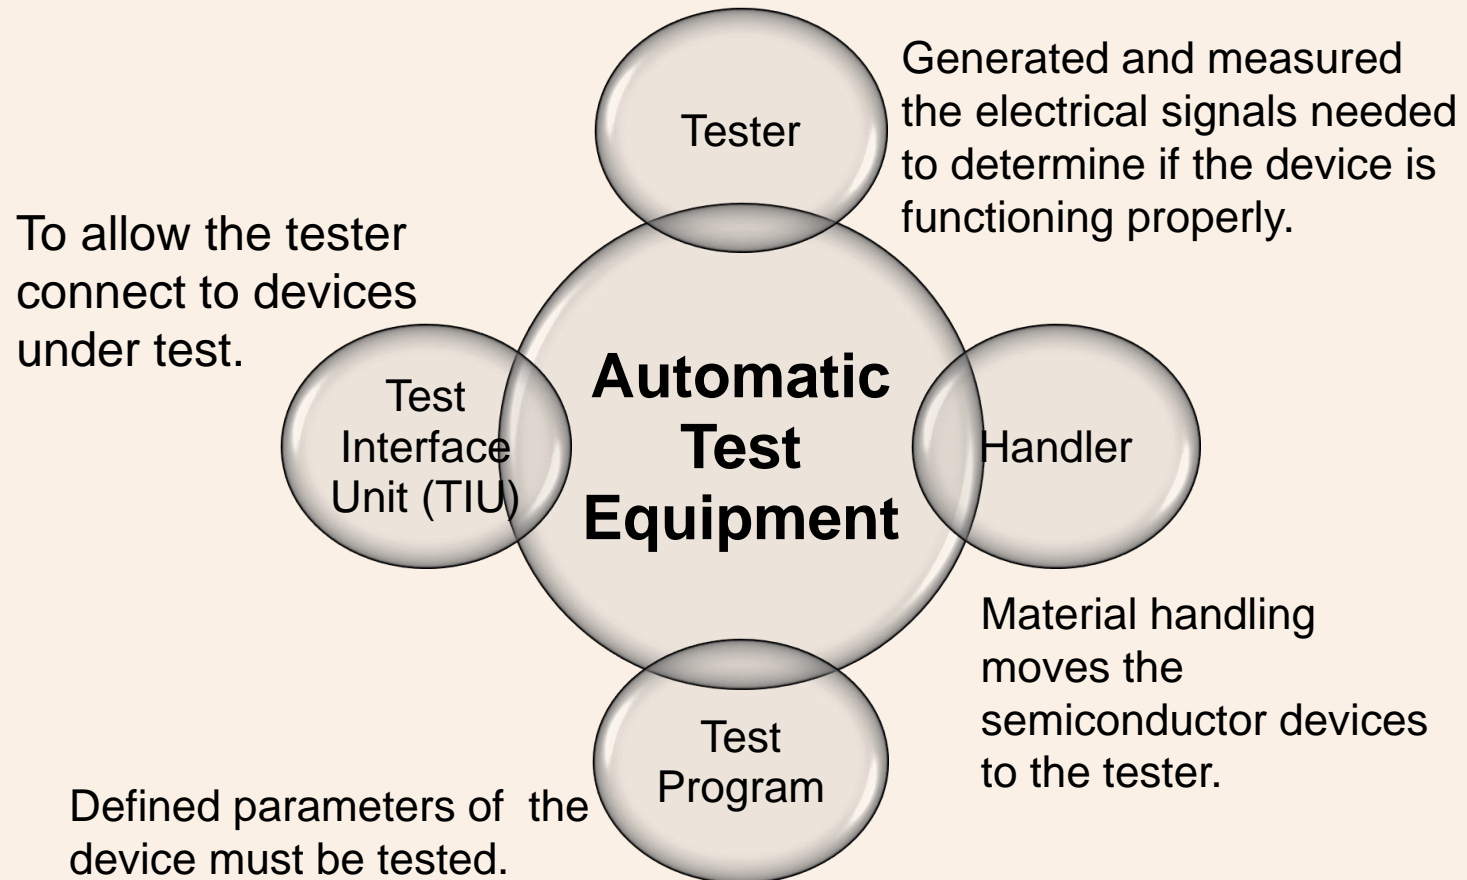 Tester
Generated and measured
the electrical signals needed
to determine if the device is
functioning properly.
To allow the tester
connect to devices
under test.
Test
Interface
Unit (TIU)
Automatic
Test
Equipment
Handler
Material handling
moves the
semiconductor devices
to the tester.
Test
Program
Defined parameters of  the
device must be tested.